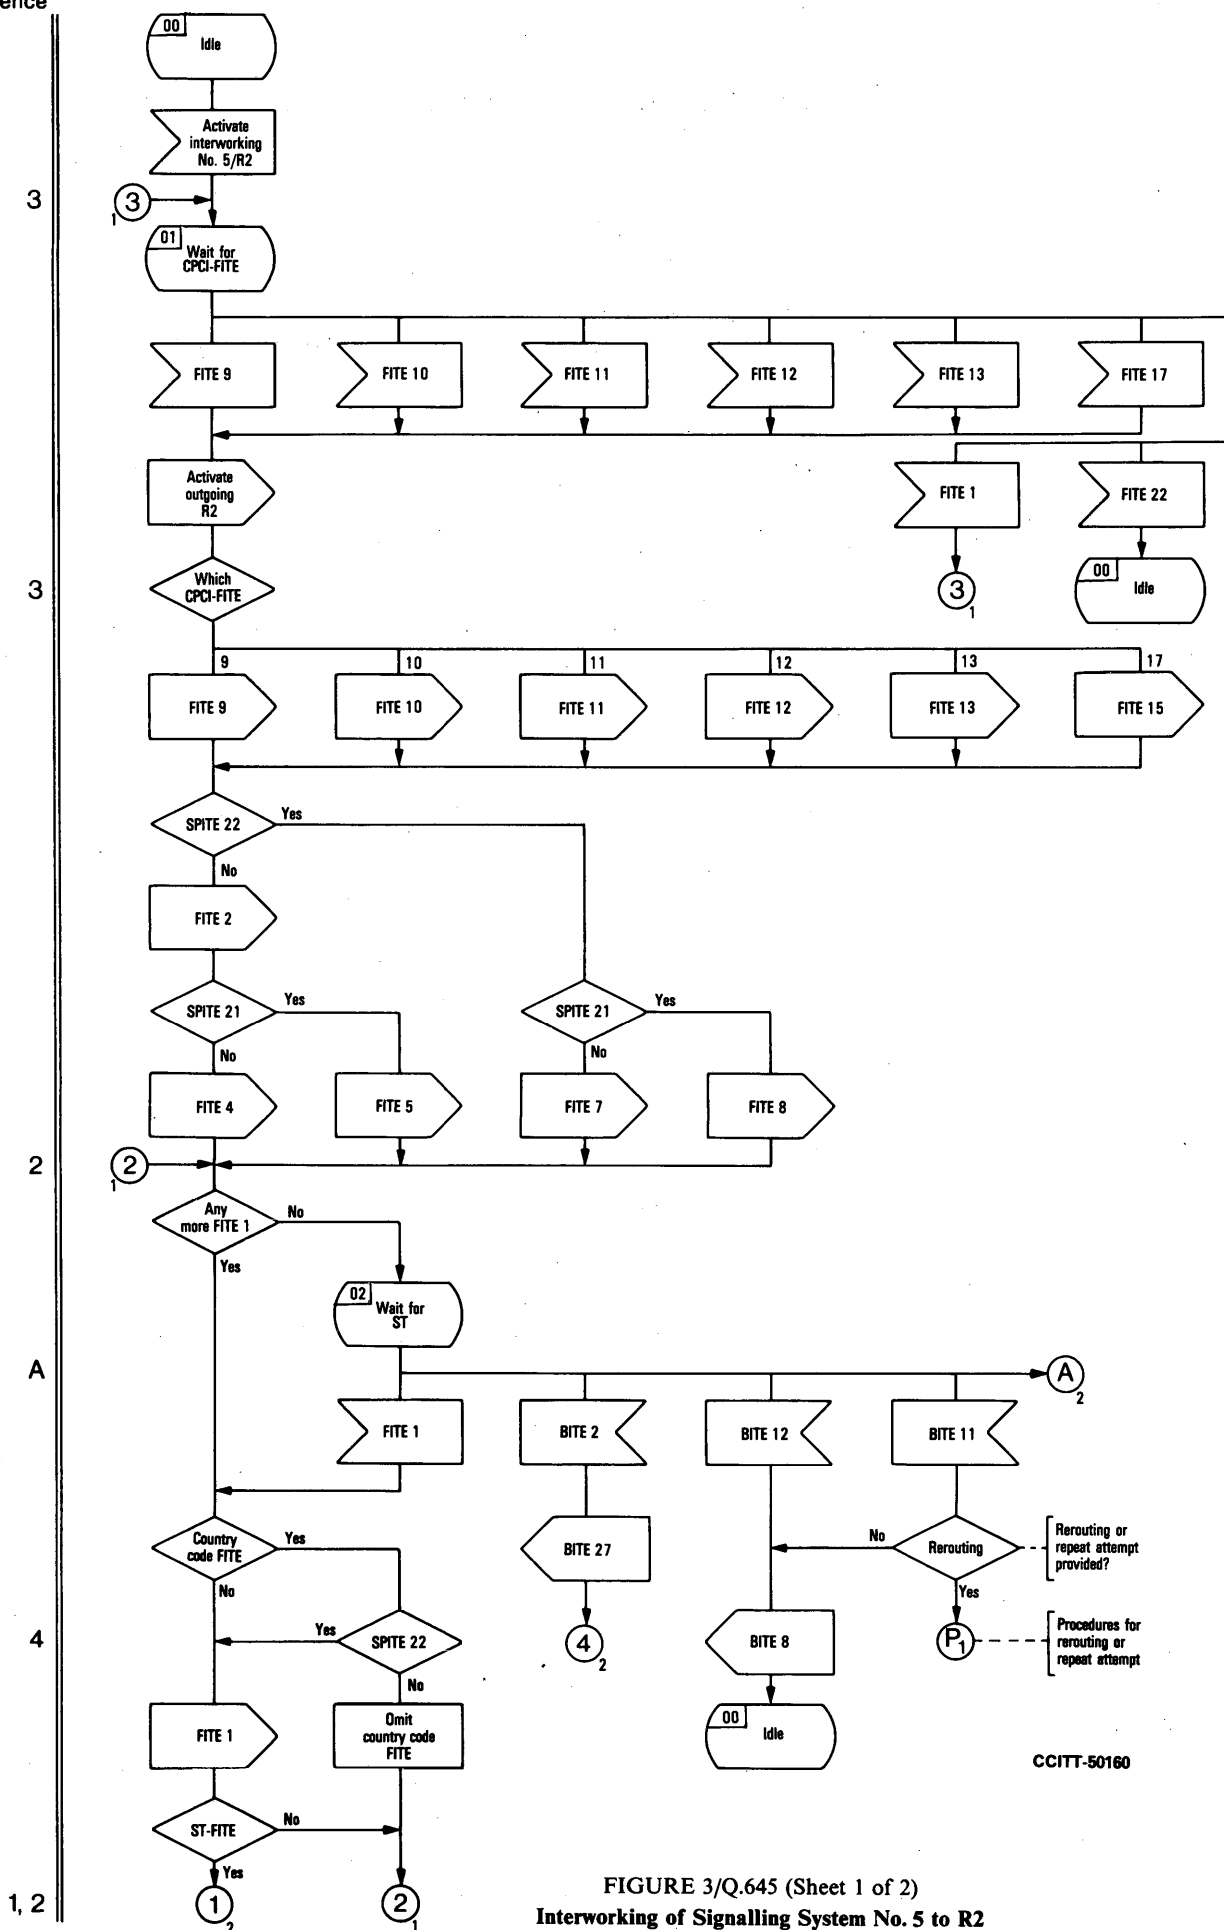 ence
00
Idle
Activate
interworking
No. 5/R2
3
3
1
01
Wait for
CPCI-FITE
FITE 9
FITE 10
FITE 11
FITE 12
FITE 13
FITE 17
Activate
outgoing
R2
FITE 1
FITE 22
3
Which
CPCI-FITE
3
1
00
Idle
9
10
11
12
13
17
FITE 9
FITE 10
FITE 11
FITE 12
FITE 13
FITE 15
SPITE 22
Yes
No
FITE 2
SPITE 21
Yes
SPITE 21
Yes
No
No
FITE 4
FITE 5
FITE 7
FITE 8
2
2
1
Any
more FITE 1
No
Yes
02
Wait for
ST
A
A
2
FITE 1
BITE 2
BITE 12
BITE 11
Country
code FITE
Yes
No
BITE 27
No
Rerouting
Yes
Rerouting or
repeat attempt
provided?
4
Yes
SPITE 22
No
4
2
BITE 8
P1
Procedures for
rerouting or
repeat attempt
FITE 1
Omit
country code
FITE
00
Idle
CCITT-50160
ST-FITE
No
Yes
1, 2
1
2
2
1
FIGURE 3/Q.645 (Sheet 1 of 2)
Interworking of Signalling System No. 5 to R2